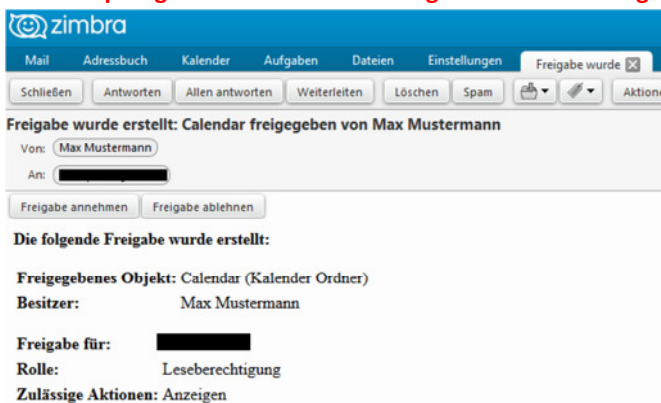 zimbra
Mail Adressbuch Kalender Aufgaben Dateien Einstellungen Freigabe wurde
Schließen Antworten Allen antworten Weiterleiten Löschen Spam
Freigabe wurde erstellt: Calendar freigegeben von Max Mustermann
Von: Max Mustermann
An:
Freigabe annehmen Freigabe ablehnen
Die folgende Freigabe wurde erstellt:
Freigegebenes Objekt: Calendar (Kalender Ordner)
Besitzer: Max Mustermann
Freigabe für:
Rolle: Leseberechtigung
Zulässige Aktionen: Anzeigen